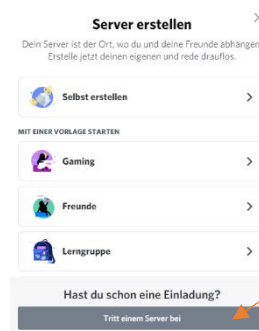 Server erstellen
Dein Server ist der Ort, wo du und deine Freunde abhängen.
Erstelle jetzt deinen eigenen und rede drauflos.
Selbst erstellen
MIT EINER VORLAGE STARTEN
Gaming
Freunde
Lerngruppe
Hast du schon eine Einladung?
Tritt einem Server bei